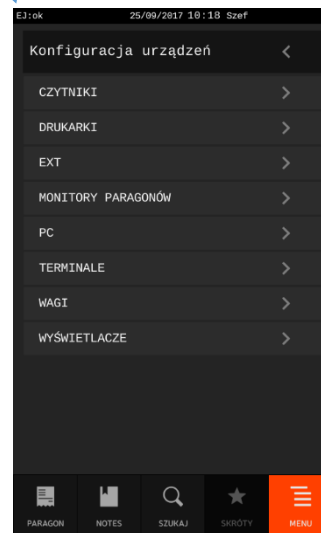 EJ:ok 25/09/2017 10:18 Szef
Konfiguracja urządzeń
CZYTNIKI
DRUKARKI
EXT
MONITORY PARAGONÓW
PC
TERMINALE
WAGI
WYŚWIETLACZE
PARAGON NOTES SZUKAJ SKRÓTY MENU